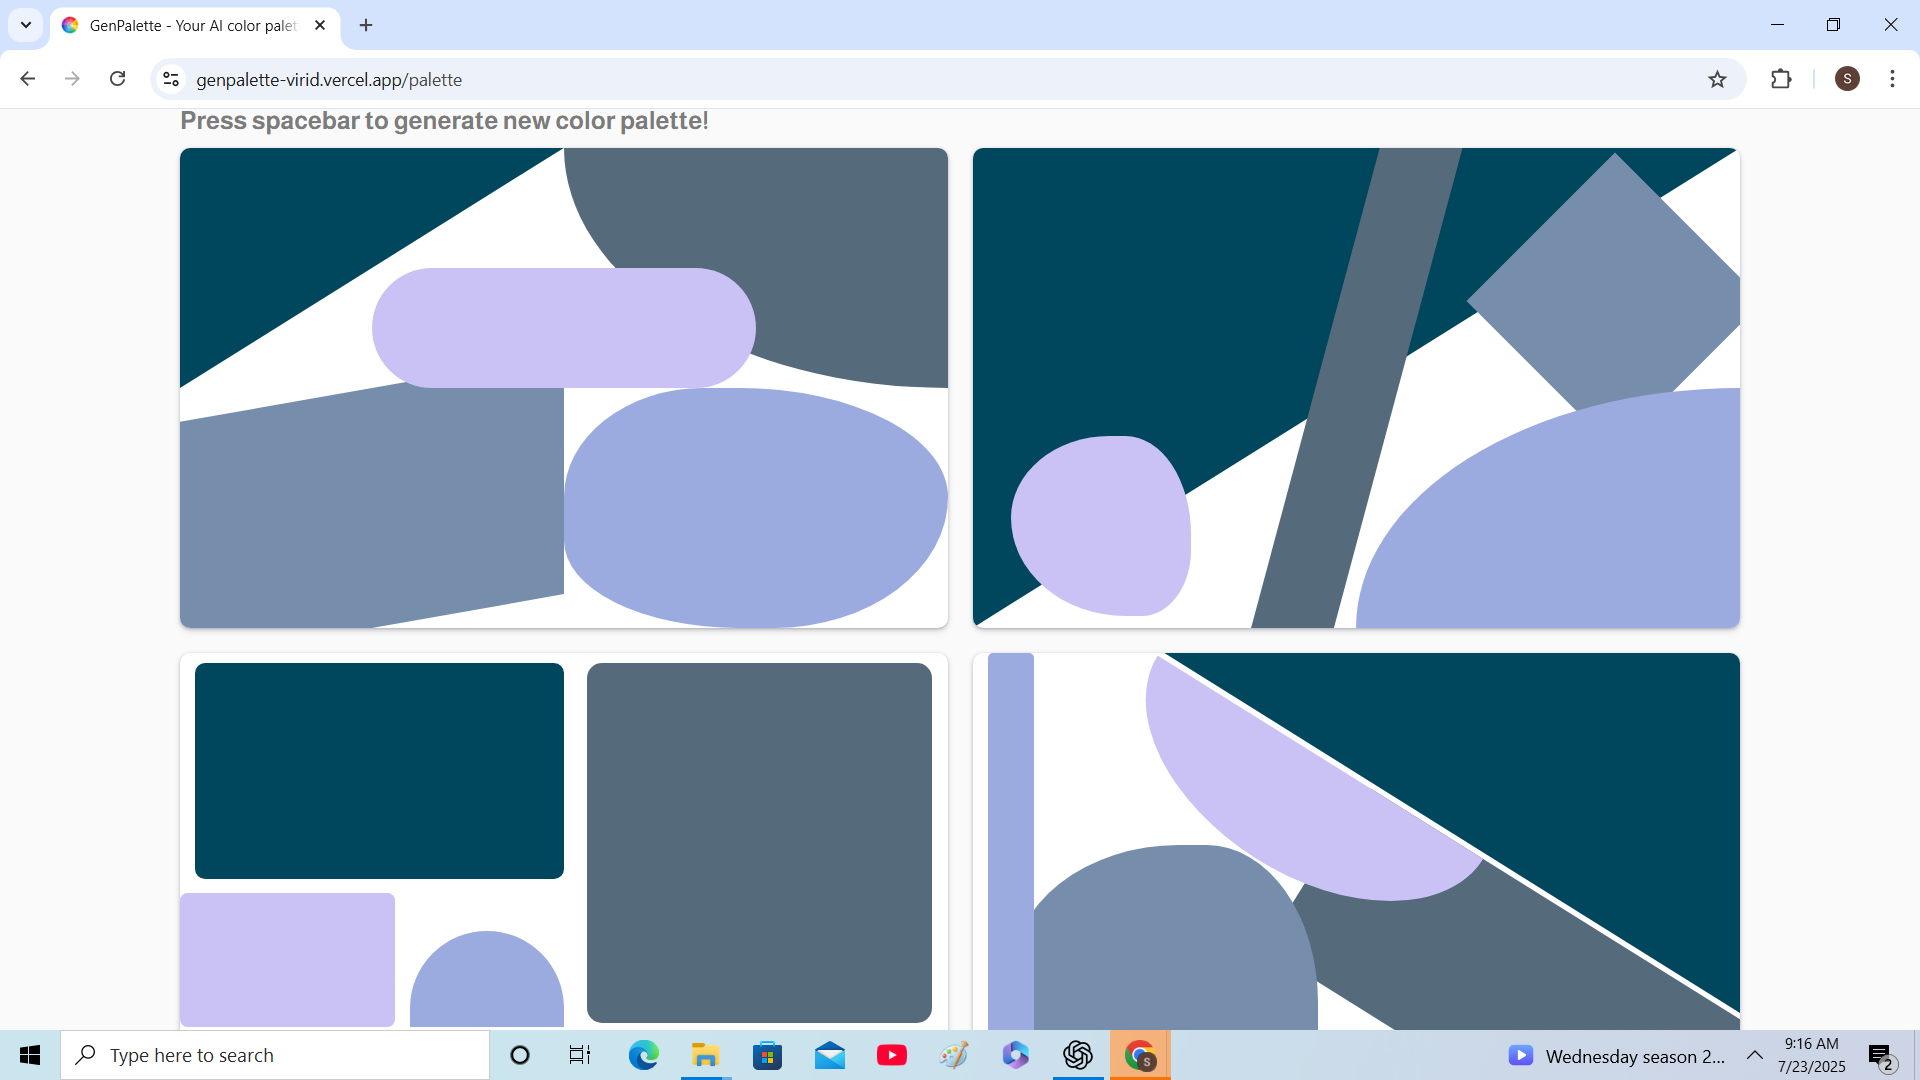 GenPalette - Your AI color palet
genpalette-virid.vercel.app/palette
S
Press spacebar to generate new color palette!
Type here to search
S
Wednesday season 2...
9:16 AM
7/23/2025
2